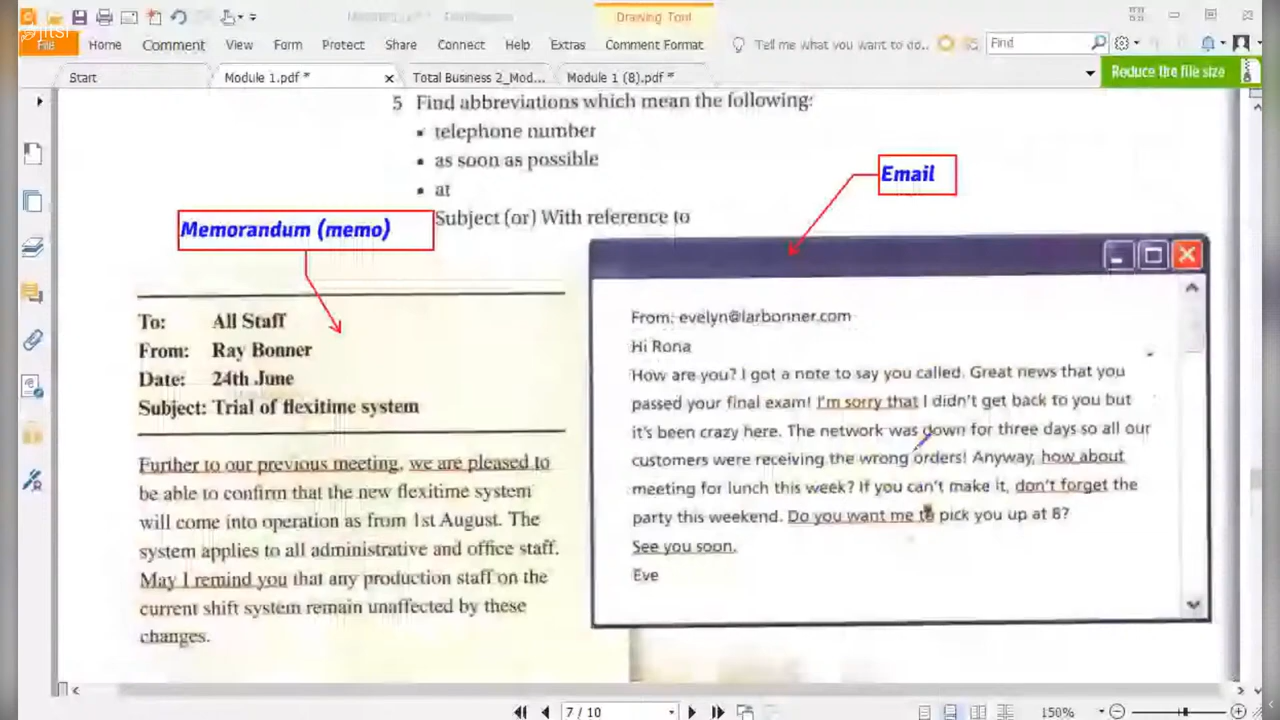 Drawing Tool
Jitsi
File Home Comment View Form Protect Share Connect Help Extras Comment Format Tell me what you want to do.. Find
Start Module 1.pdf * Total Business 2_Mod... Module 1 (8).pdf *
Reduce the file size
5 Find abbreviations which mean the following:
• telephone number
• as soon as possible
• at
Subject (or) With reference to
Email
Memorandum (memo)
To: All Staff
From: Ray Bonner
Date: 24th June
Subject: Trial of flexitime system
Further to our previous meeting, we are pleased to
be able to confirm that the new flexitime system
will come into operation as from 1st August. The
system applies to all administrative and office staff.
May I remind you that any production staff on the
current shift system remain unaffected by these
changes.
From: evelyn@larbonner.com
Hi Rona
How are you? I got a note to say you called. Great news that you
passed your final exam! I'm sorry that I didn't get back to you but
it's been crazy here. The network was down for three days so all our
customers were receiving the wrong orders! Anyway, how about
meeting for lunch this week? If you can't make it, don't forget the
party this weekend. Do you want me to pick you up at 8?
See you soon.
Eve
7 / 10
150%